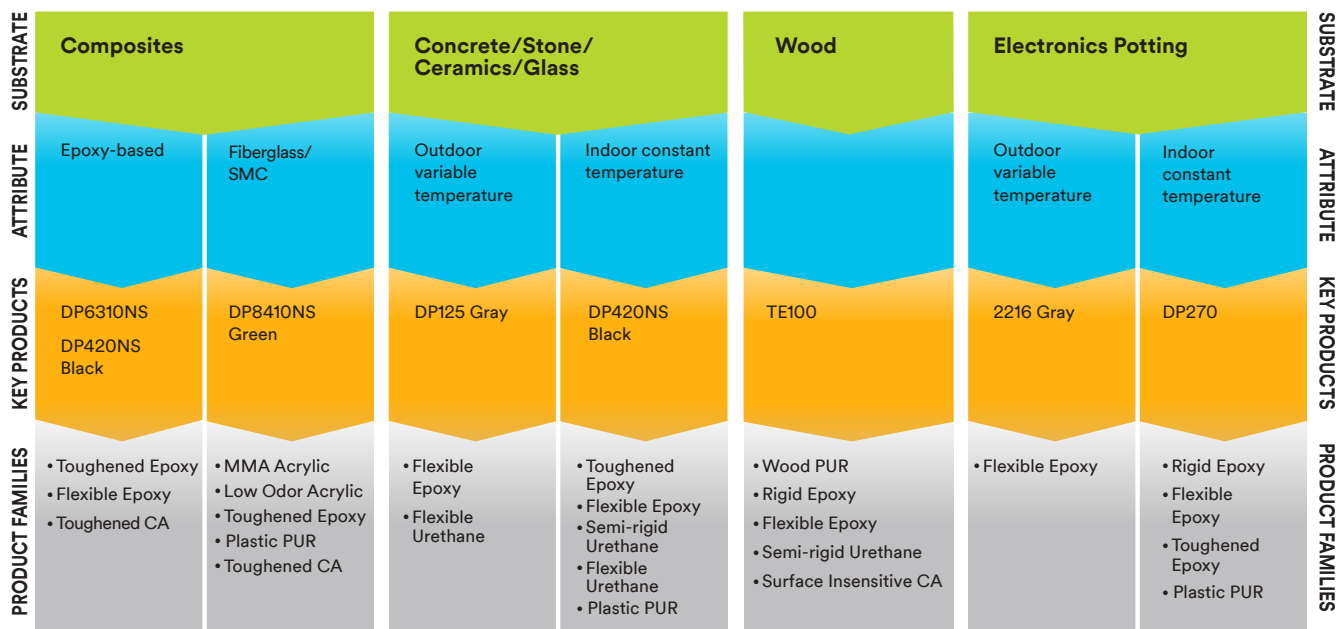 SUBSTRATE
Composites
Concrete/Stone/
Ceramics/Glass
Wood
Electronics Potting
SUBSTRATE
ATTRIBUTE
Epoxy-based
Fiberglass/
SMC
Outdoor
variable
temperature
Indoor constant
temperature
Outdoor
variable
temperature
Indoor
constant
temperature
ATTRIBUTE
KEY PRODUCTS
DP6310NS
DP420NS
Black
DP8410NS
Green
DP125 Gray
DP420NS
Black
TE100
2216 Gray
DP270
KEY PRODUCTS
PRODUCT FAMILIES
• Toughened Epoxy
• Flexible Epoxy
• Toughened CA
• MMA Acrylic
• Low Odor Acrylic
• Toughened Epoxy
• Plastic PUR
• Toughened CA
• Flexible
Epoxy
• Flexible
Urethane
• Toughened
Epoxy
• Flexible Epoxy
• Semi-rigid
Urethane
• Flexible
Urethane
• Plastic PUR
• Wood PUR
• Rigid Epoxy
• Flexible Epoxy
• Semi-rigid Urethane
• Surface Insensitive CA
• Flexible Epoxy
• Rigid Epoxy
• Flexible
Epoxy
• Toughened
Epoxy
• Plastic PUR
PRODUCT FAMILIES